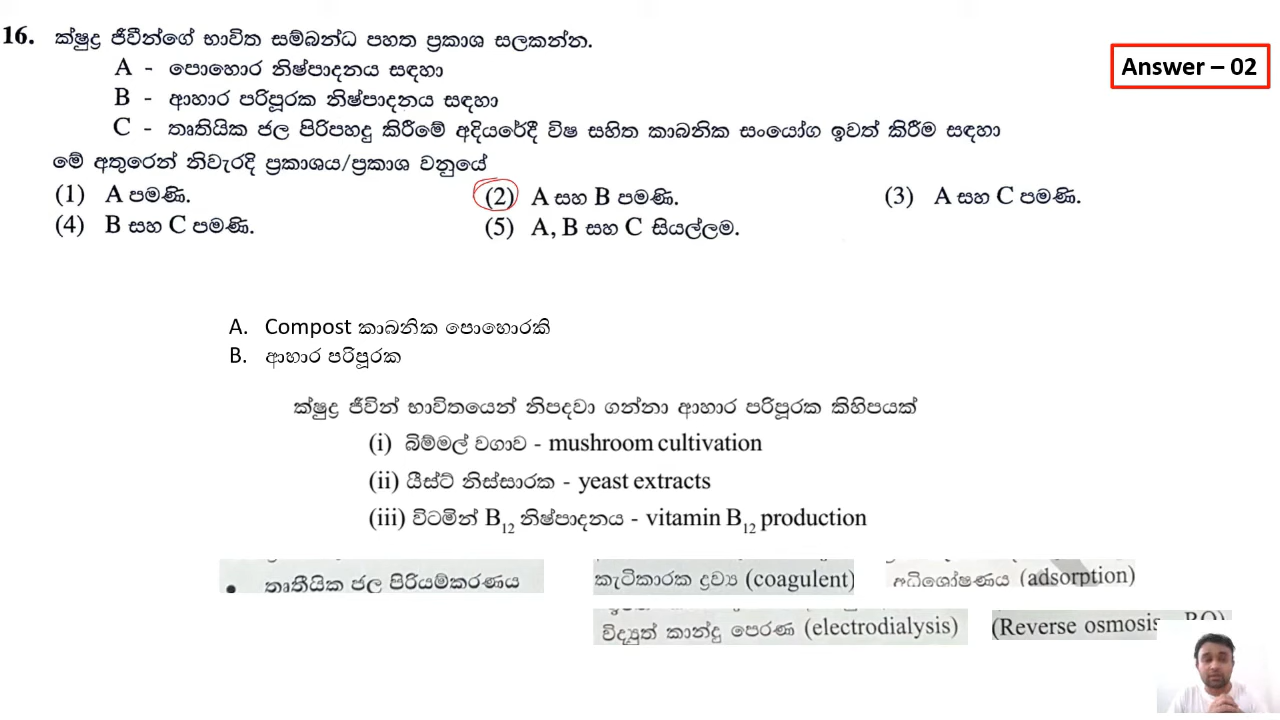 16. ක්ෂුද්‍ර ජීවීන්ගේ භාවිත සම්බන්ධ පහත ප්‍රකාශ සලකන්න.
Answer – 02
A - පොහොර නිෂ්පාදනය සඳහා
B - ආහාර පරිපූරක නිෂ්පාදනය සඳහා
C - තෘතියික ජල පිරිපහදු කිරීමේ අදියරේදී විෂ සහිත කාබනික සංයෝග ඉවත් කිරීම සඳහා
මේ අතුරෙන් නිවැරදි ප්‍රකාශය/ප්‍රකාශ වනුයේ
(1) A පමණි. (2) A සහ B පමණි. (3) A සහ C පමණි.
(4) B සහ C පමණි. (5) A, B සහ C සියල්ලම.
A. Compost කාබනික පොහොරකි
B. ආහාර පරිපූරක
ක්ෂුද්‍ර ජීවින් භාවිතයෙන් නිපදවා ගන්නා ආහාර පරිපූරක කිහිපයක්
(i) බිම්මල් වගාව - mushroom cultivation
(ii) යීස්ට් නිස්සාරක - yeast extracts
(iii) විටමින් B12 නිෂ්පාදනය - vitamin B12 production
• තෘතීයික ජල පිරියම්කරණය කැටිකාරක ද්‍රව්‍ය (coagulent) අධිශෝෂණය (adsorption)
විද්‍යුත් කාන්දු පෙරණ (electrodialysis) (Reverse osmosis